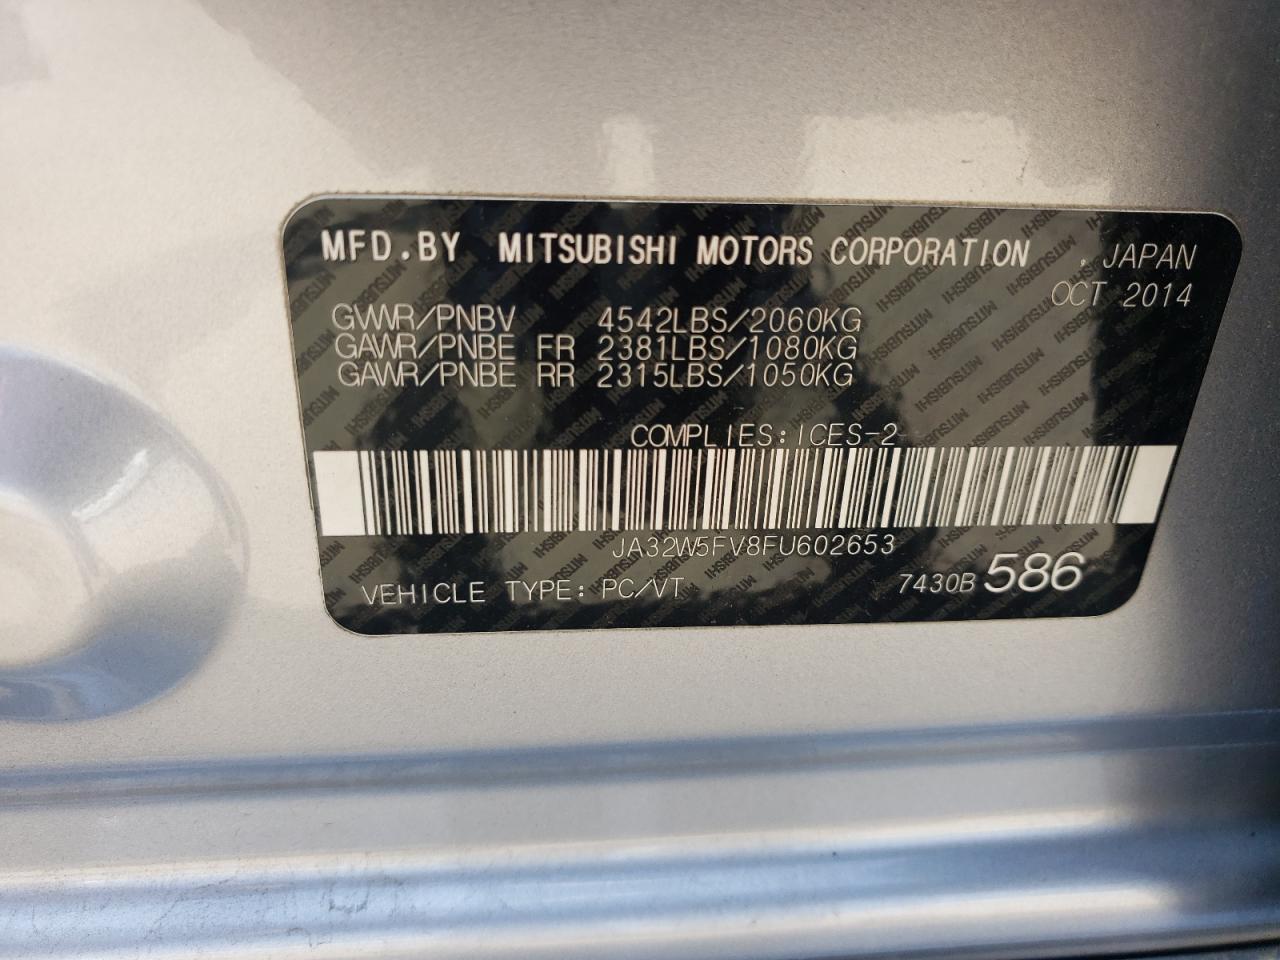 MFD.BY MITSUBISHI MOTORS CORPORATION . JAPAN
OCT 2014
GVWR/PNBV 4542LBS/2060KG
GAWR/PNBE FR 2381LBS/1080KG
GAWR/PNBE RR 2315LBS/1050KG
COMPLIES:ICES-2
JA32W5FV8FU602653
VEHICLE TYPE: PC/VT 7430B 586